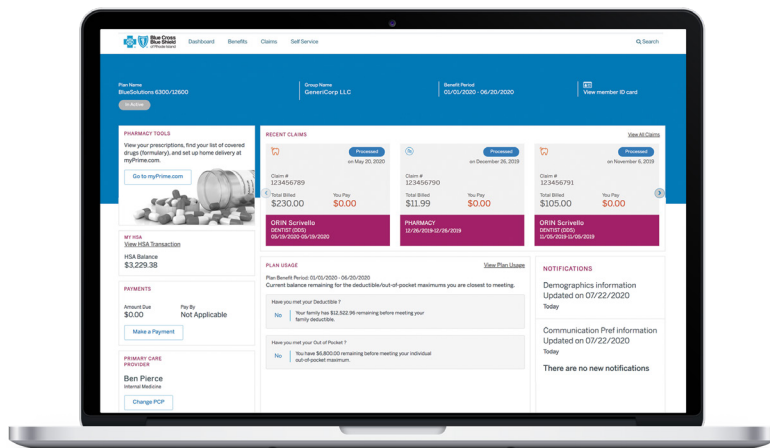 Blue Cross
Blue Shield
of Rhode Island
Dashboard
Benefits
Claims
Self Service
Search
Plan Name
BlueSolutions 6300/12600
In Active
Group Name
GeneriCorp LLC
Benefit Period
01/01/2020 - 06/20/2020
View member ID card
PHARMACY TOOLS
View your prescriptions, find your list of covered
drugs (formulary), and set up home delivery at
myPrime.com.
Go to myPrime.com
MY HSA
View HSA Transaction
HSA Balance
$3,229.38
PAYMENTS
Amount Due
$0.00
Pay By
Not Applicable
Make a Payment
PRIMARY CARE
PROVIDER
Ben Pierce
Internal Medicine
Change PCP
RECENT CLAIMS
View All Claims
Processed
on May 20, 2020
Claim #
123456789
Total Billed
$230.00
You Pay
$0.00
ORIN Scrivello
DENTIST (DDS)
05/19/2020-05/19/2020
Processed
on December 26, 2019
Claim #
123456790
Total Billed
$11.99
You Pay
$0.00
PHARMACY
12/26/2019-12/26/2019
Processed
on November 5, 2019
Claim #
123456791
Total Billed
$105.00
You Pay
$0.00
ORIN Scrivello
DENTIST (DDS)
11/05/2019-11/05/2019
PLAN USAGE
View Plan Usage
Plan Benefit Period: 01/01/2020 - 06/20/2020
Current balance remaining for the deductible/out-of-pocket maximums you are closest to meeting.
Have you met your Deductible ?
No
Your family has $12,522.96 remaining before meeting your
family deductible.
Have you met your Out of Pocket ?
No
You have $6,800.00 remaining before meeting your individual
out-of-pocket maximum.
NOTIFICATIONS
Demographics information
Updated on 07/22/2020
Today
Communication Pref information
Updated on 07/22/2020
Today
There are no new notifications